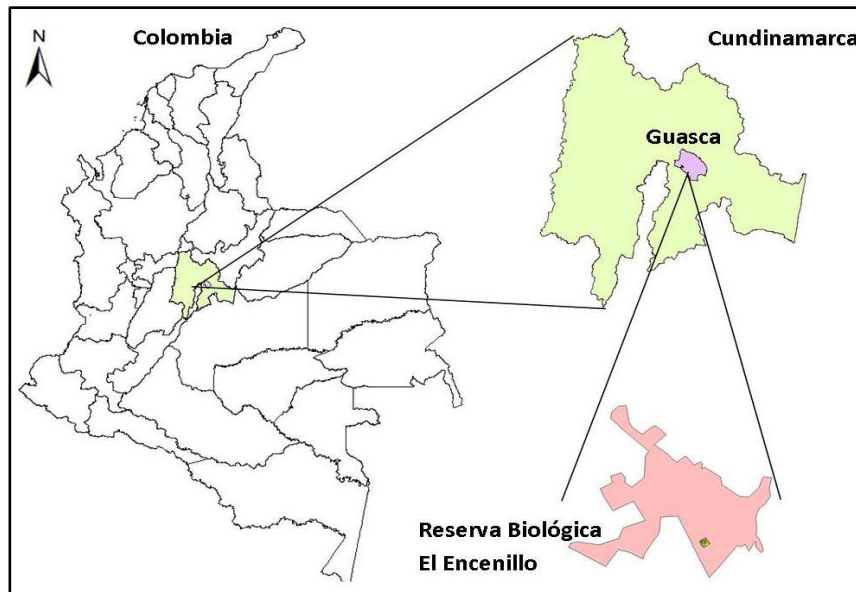 Colombia
Cundinamarca
N
Guasca
Reserva Biológica
El Encenillo